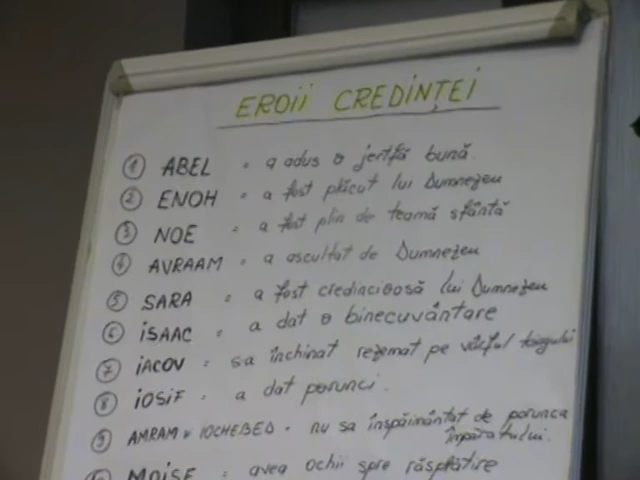 EROII CREDINȚEI
1 ABEL = a adus o jertfă bună.
2 ENOH = a fost plăcut lui Dumnezeu
3 NOE = a fost plin de teamă sfântă
4 AVRAAM = a ascultat de Dumnezeu
5 SARA = a fost credincioasă lui Dumnezeu
6 ISAAC = a dat o binecuvântare
7 IACOV = sa închinat rezemat pe vârful toiagului
8 IOSIF = a dat porunci.
9 AMRAM și IOCHEBED = nu sa înspăimântat de porunca
împăratului.
10 MOISE = avea ochii spre răsplătire